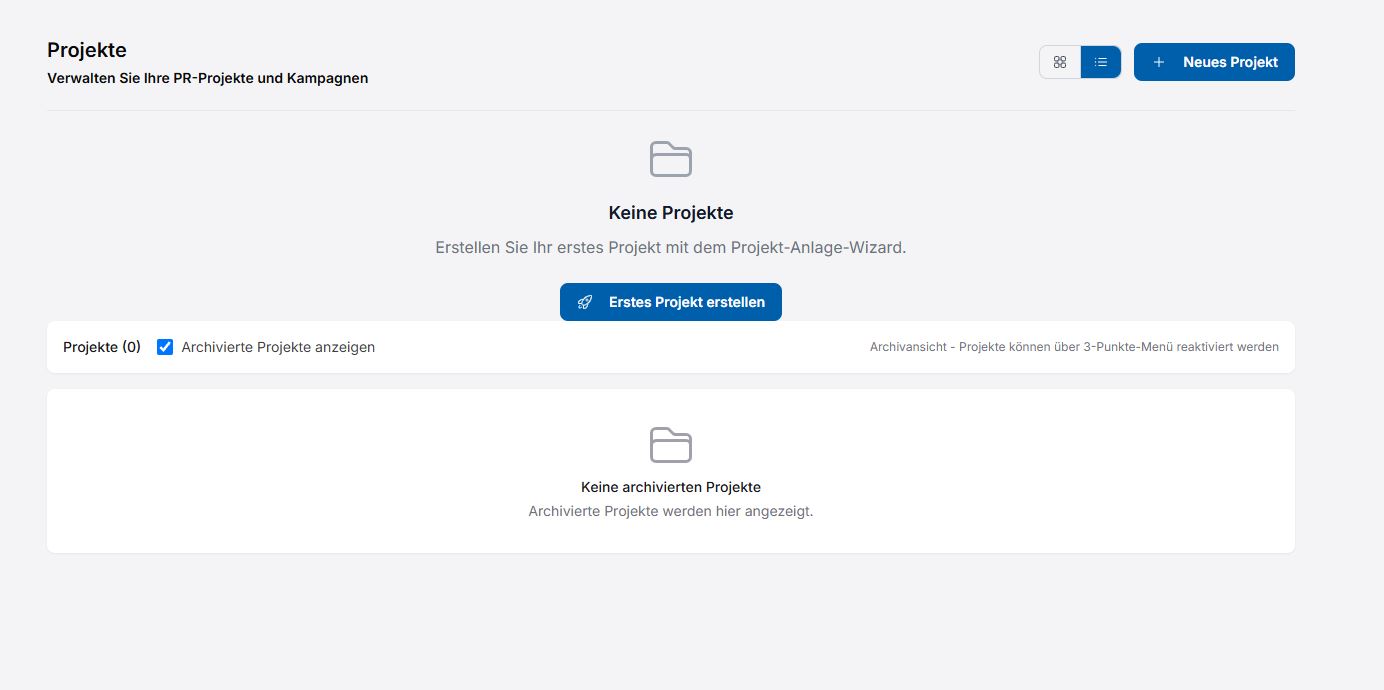 Projekte
Verwalten Sie Ihre PR-Projekte und Kampagnen
Neues Projekt
Keine Projekte
Erstellen Sie Ihr erstes Projekt mit dem Projekt-Anlage-Wizard.
Erstes Projekt erstellen
Projekte (0) Archivierte Projekte anzeigen Archivansicht - Projekte können über 3-Punkte-Menü reaktiviert werden
Keine archivierten Projekte
Archivierte Projekte werden hier angezeigt.